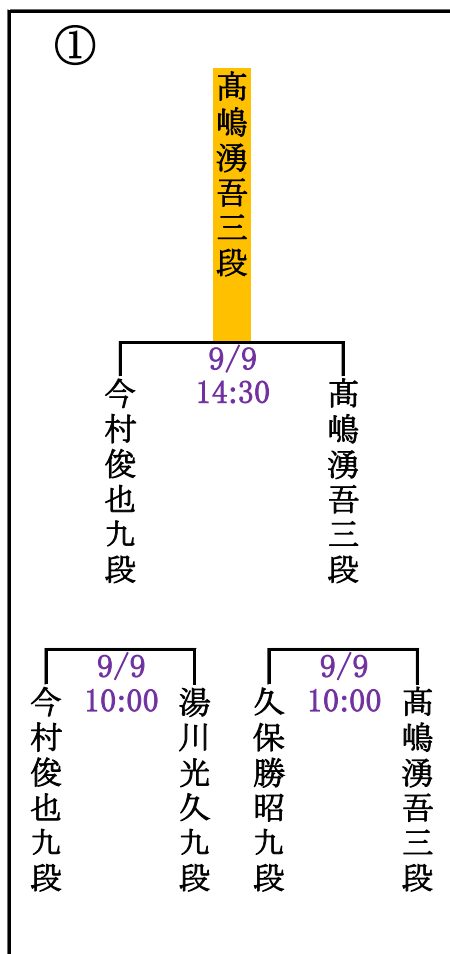 ①
髙嶋湧吾三段
9/9
14:30
今村俊也九段
髙嶋湧吾三段
9/9
10:00
9/9
10:00
今村俊也九段
湯川光久九段
久保勝昭九段
髙嶋湧吾三段